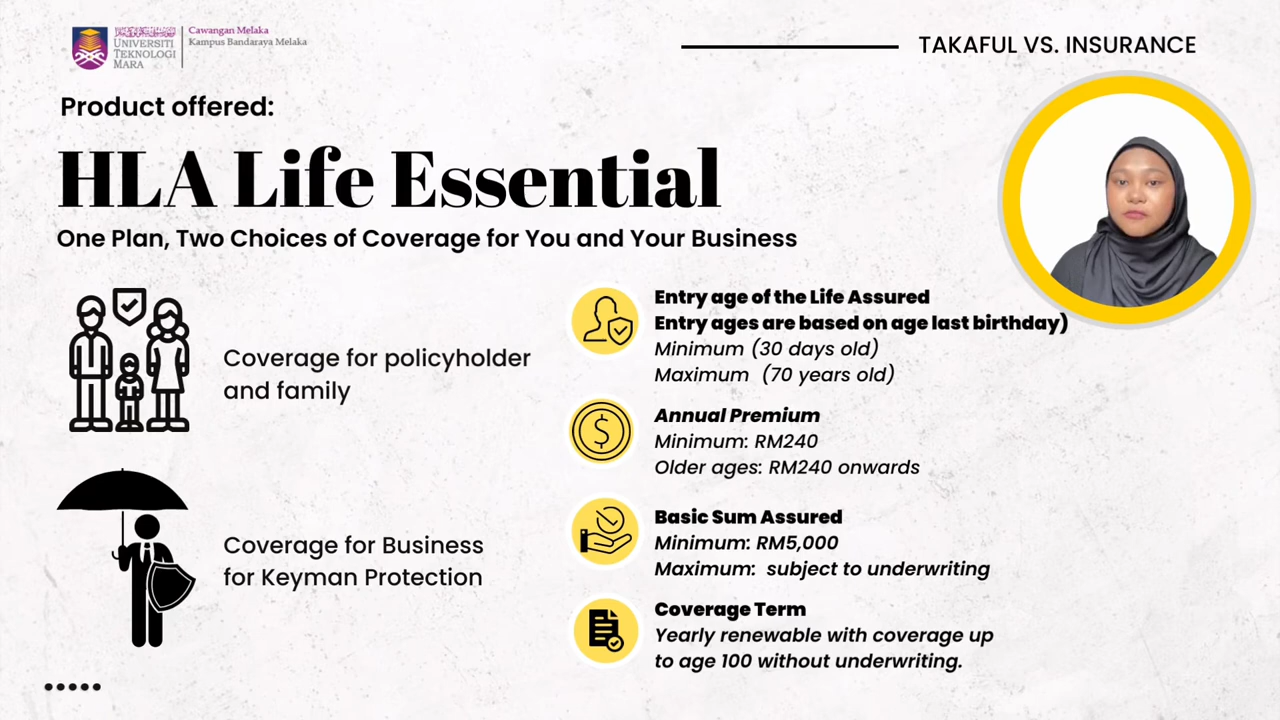 UNIVERSITI
TEKNOLOGI
MARA
Cawangan Melaka
Kampus Bandaraya Melaka
TAKAFUL VS. INSURANCE
Product offered:
HLA Life Essential
One Plan, Two Choices of Coverage for You and Your Business
Coverage for policyholder
and family
Coverage for Business
for Keyman Protection
Entry age of the Life Assured
Entry ages are based on age last birthday)
Minimum (30 days old)
Maximum (70 years old)
$
Annual Premium
Minimum: RM240
Older ages: RM240 onwards
Basic Sum Assured
Minimum: RM5,000
Maximum: subject to underwriting
Coverage Term
Yearly renewable with coverage up
to age 100 without underwriting.